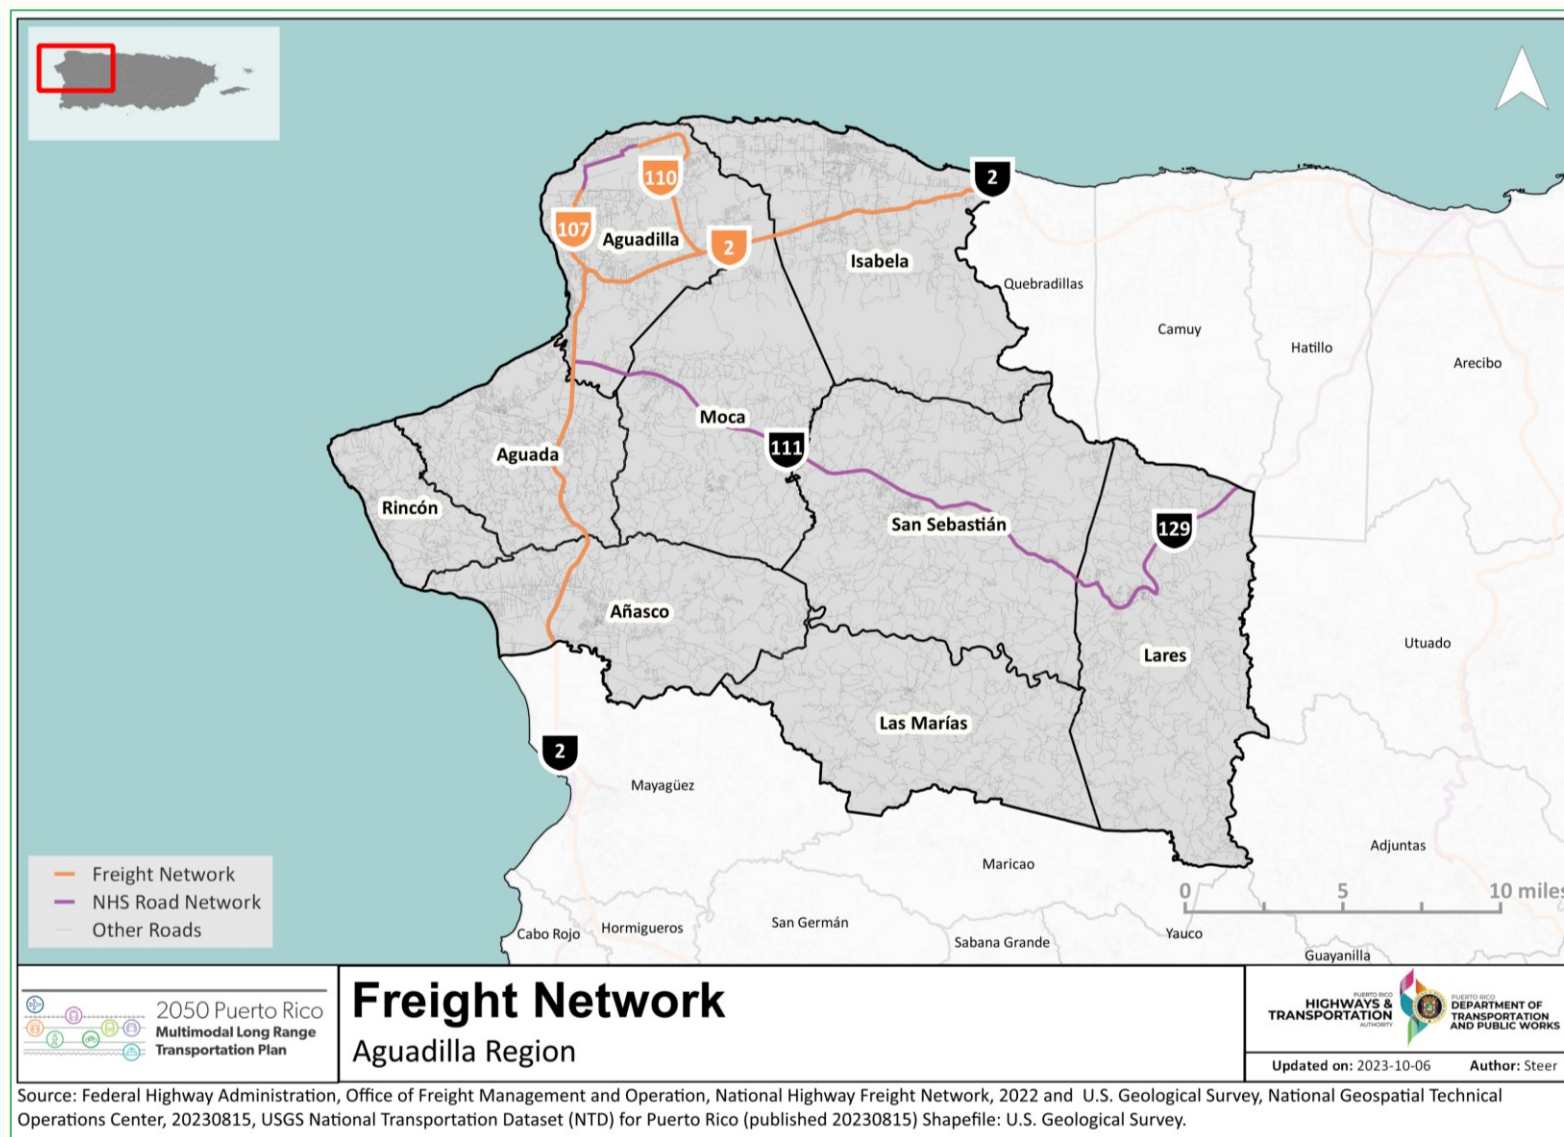 2
110
107
Aguadilla
2
Isabela
Quebradillas
Camuy
Hatillo
Arecibo
Moca
111
Aguada
Rincón
San Sebastián
129
Añasco
Utuado
Lares
Las Marías
2
Mayagüez
Adjuntas
Maricao
Freight Network
NHS Road Network
Other Roads
0 5 10 miles
Cabo Rojo
Hormigueros
San Germán
Sabana Grande
Yauco
Guayanilla
2050 Puerto Rico
Multimodal Long Range
Transportation Plan
Freight Network
Aguadilla Region
PUERTO RICO
HIGHWAYS &
TRANSPORTATION
AUTHORITY
PUERTO RICO
DEPARTMENT OF
TRANSPORTATION
AND PUBLIC WORKS
Updated on: 2023-10-06 Author: Steer
Source: Federal Highway Administration, Office of Freight Management and Operation, National Highway Freight Network, 2022 and U.S. Geological Survey, National Geospatial Technical
Operations Center, 20230815, USGS National Transportation Dataset (NTD) for Puerto Rico (published 20230815) Shapefile: U.S. Geological Survey.